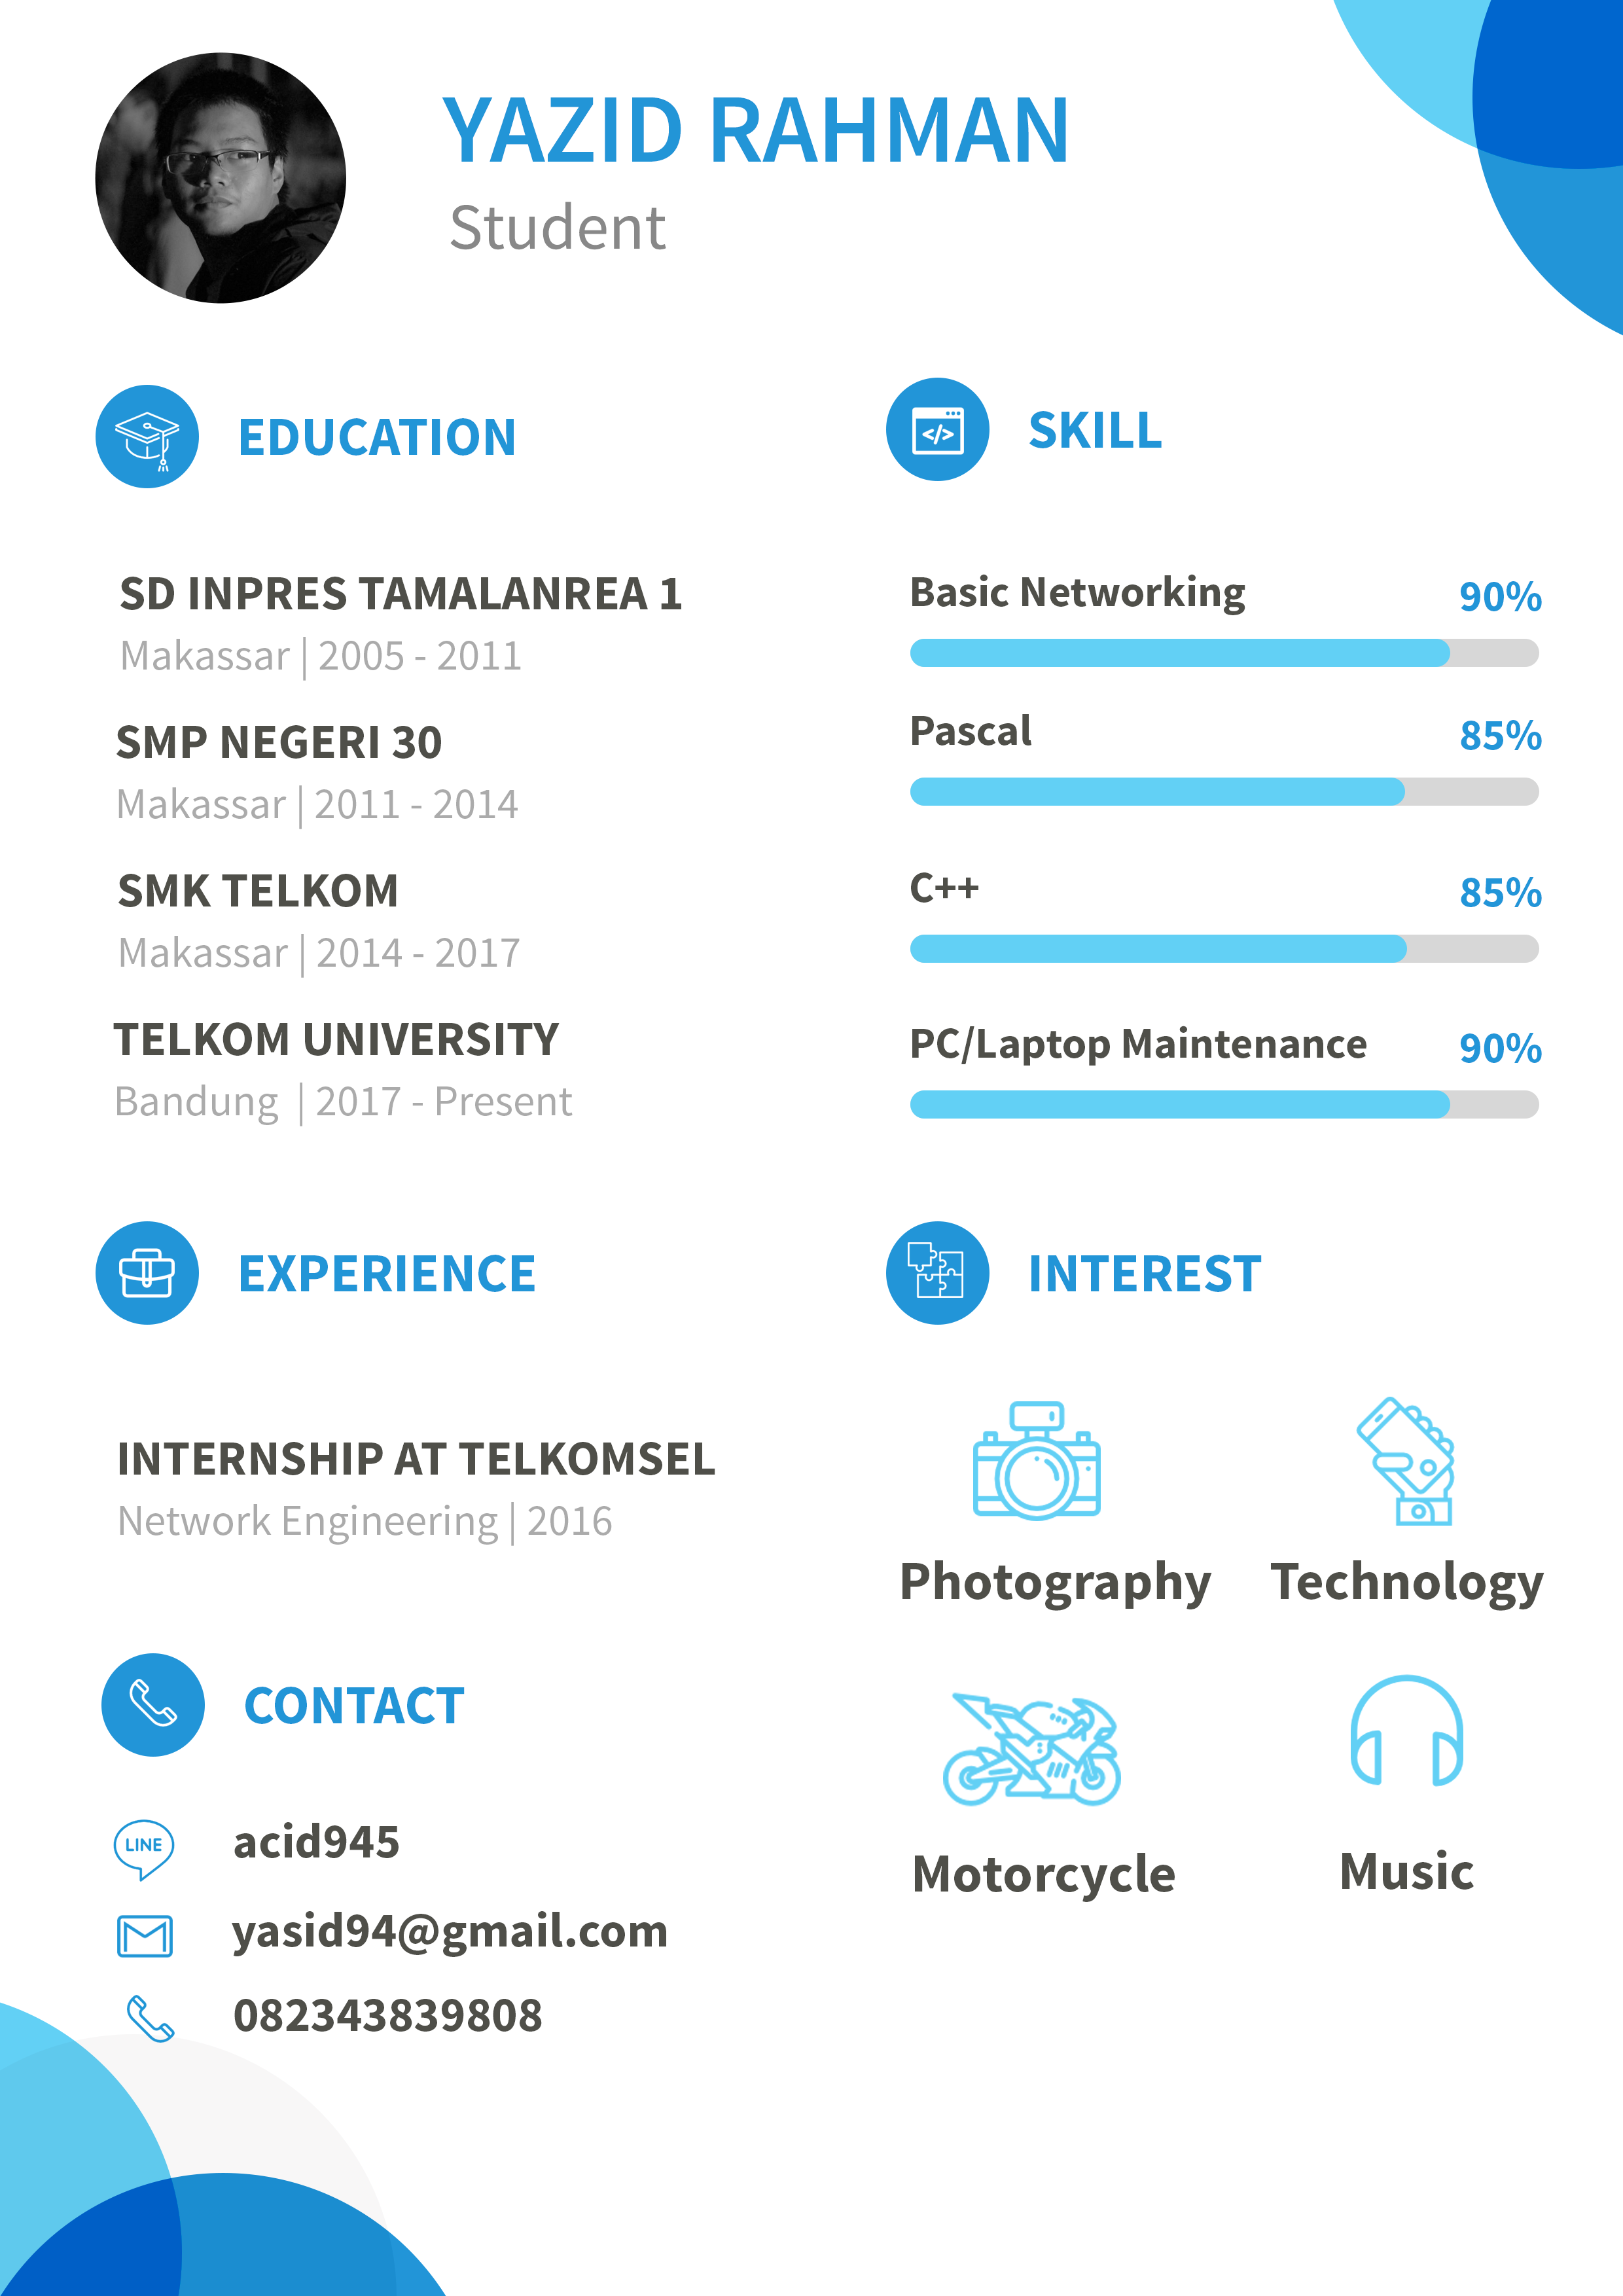 YAZID RAHMAN
Student
EDUCATION
SD INPRES TAMALANREA 1
Makassar | 2005 - 2011
SMP NEGERI 30
Makassar | 2011 - 2014
SMK TELKOM
Makassar | 2014 - 2017
TELKOM UNIVERSITY
Bandung | 2017 - Present
SKILL
</>
Basic Networking 90%
Pascal 85%
C++ 85%
PC/Laptop Maintenance 90%
EXPERIENCE
INTERNSHIP AT TELKOMSEL
Network Engineering | 2016
INTEREST
Photography
Technology
Motorcycle
Music
CONTACT
LINE acid945
yasid94@gmail.com
082343839808